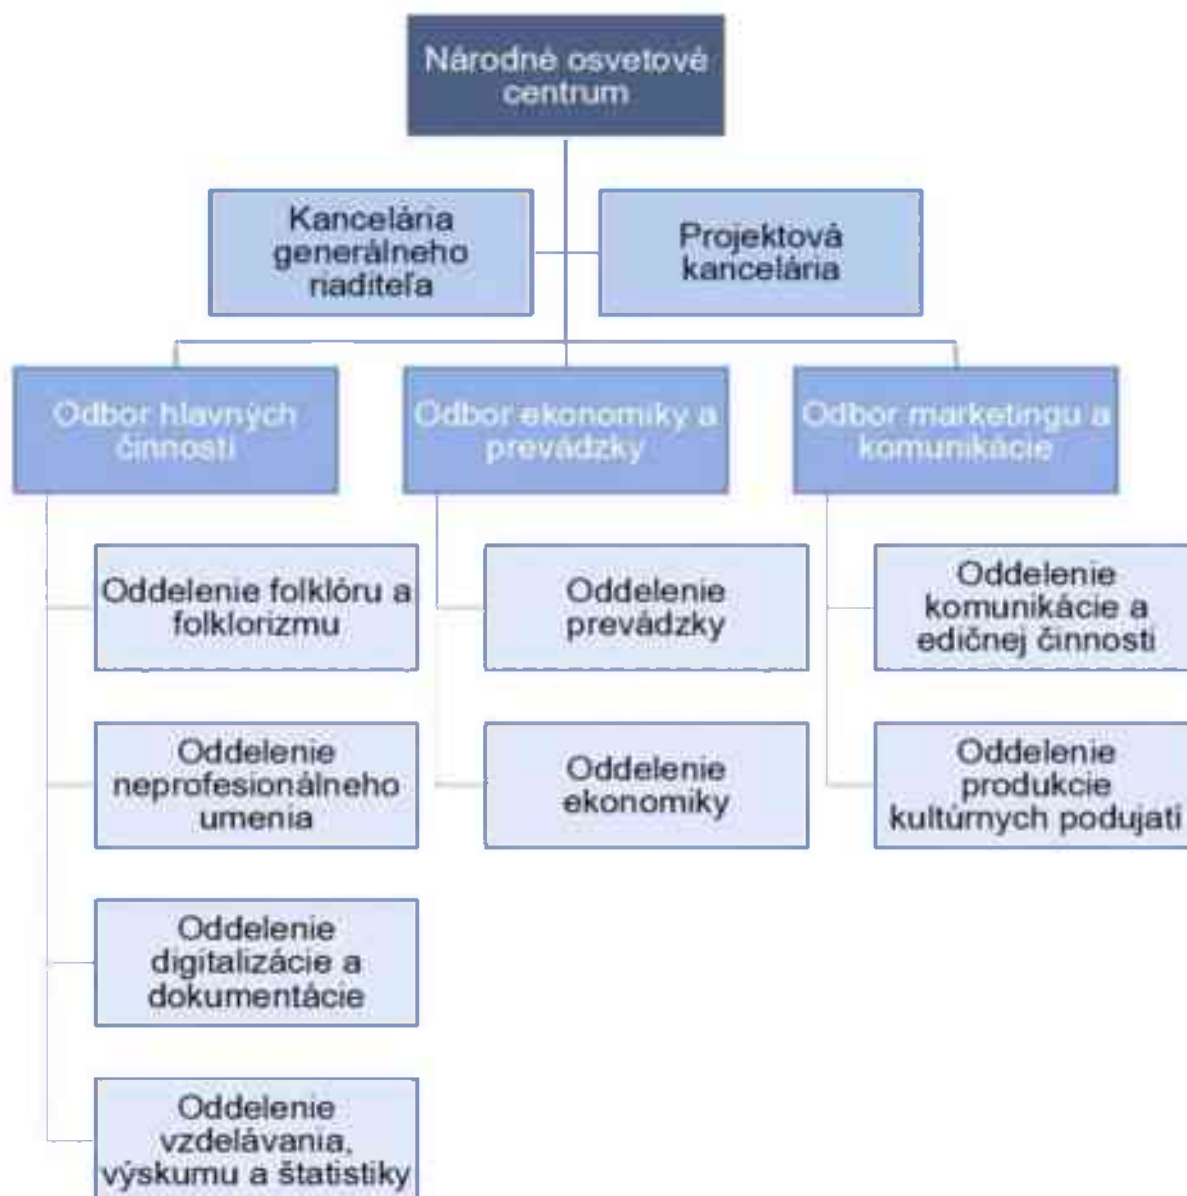 Národné osvetové
centrum
Kancelária
generálneho
riaditeľa
Projektová
kancelária
Odbor hlavných
činností
Odbor ekonomiky a
prevádzky
Odbor marketingu a
komunikácie
Oddelenie folklóru a
folklorizmu
Oddelenie
neprofesionálneho
umenia
Oddelenie
digitalizácie a
dokumentácie
Oddelenie
vzdelávania,
výskumu a štatistiky
Oddelenie
prevádzky
Oddelenie
ekonomiky
Oddelenie
komunikácie a
edičnej činnosti
Oddelenie
produkcie
kultúrnych podujatí